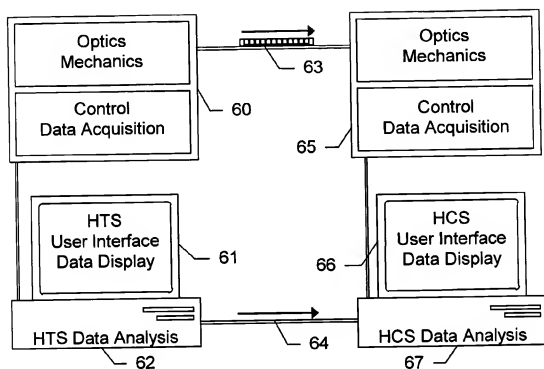 Optics
Mechanics
Control
Data Acquisition
60
63
Optics
Mechanics
Control
Data Acquisition
65
HTS
User Interface
Data Display
61
HCS
User Interface
Data Display
66
HTS Data Analysis
62
64
HCS Data Analysis
67